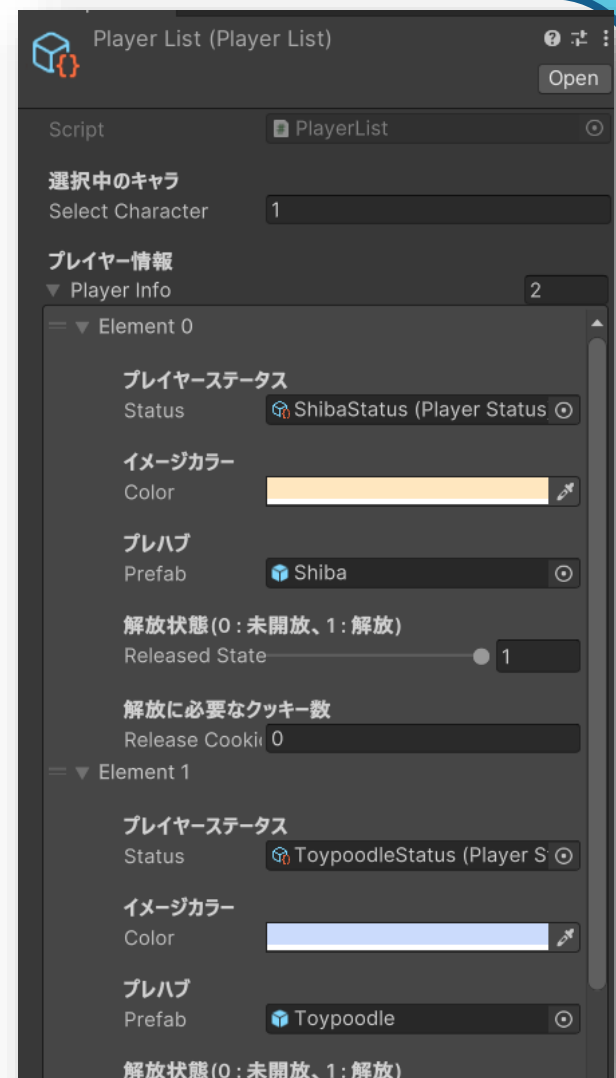 Player List (Player List)
Open
Script PlayerList
選択中のキャラ
Select Character 1
プレイヤー情報
Player Info 2
Element 0
プレイヤーステータス
Status ShibaStatus (Player Status
イメージカラー
Color
プレハブ
Prefab Shiba
解放状態(0 : 未開放、1 : 解放)
Released State 1
解放に必要なクッキー数
Release Cooki 0
Element 1
プレイヤーステータス
Status ToypoodleStatus (Player S
イメージカラー
Color
プレハブ
Prefab Toypoodle
解放状態(0 : 未開放、1 : 解放)